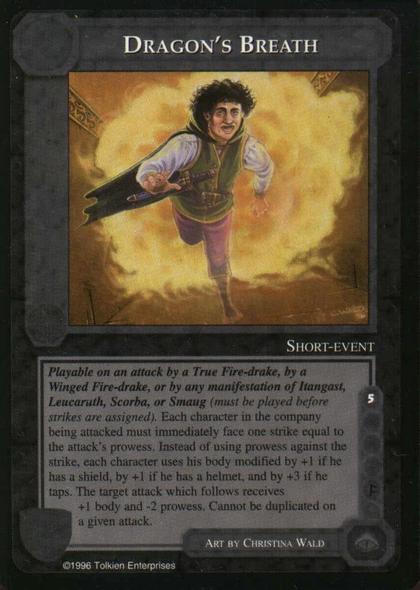 DRAGON'S BREATH
SHORT-EVENT
Playable on an attack by a True Fire-drake, by a
Winged Fire-drake, or by any manifestation of Itangast,
Leucaruth, Scorba, or Smaug (must be played before
strikes are assigned). Each character in the company
being attacked must immediately face one strike equal to
the attack's prowess. Instead of using prowess against the
strike, each character uses his body modified by +1 if he
has a shield, by +1 if he has a helmet, and by +3 if he
taps. The target attack which follows receives
+1 body and -2 prowess. Cannot be duplicated on
a given attack.
5
F
ART BY CHRISTINA WALD
©1996 Tolkien Enterprises